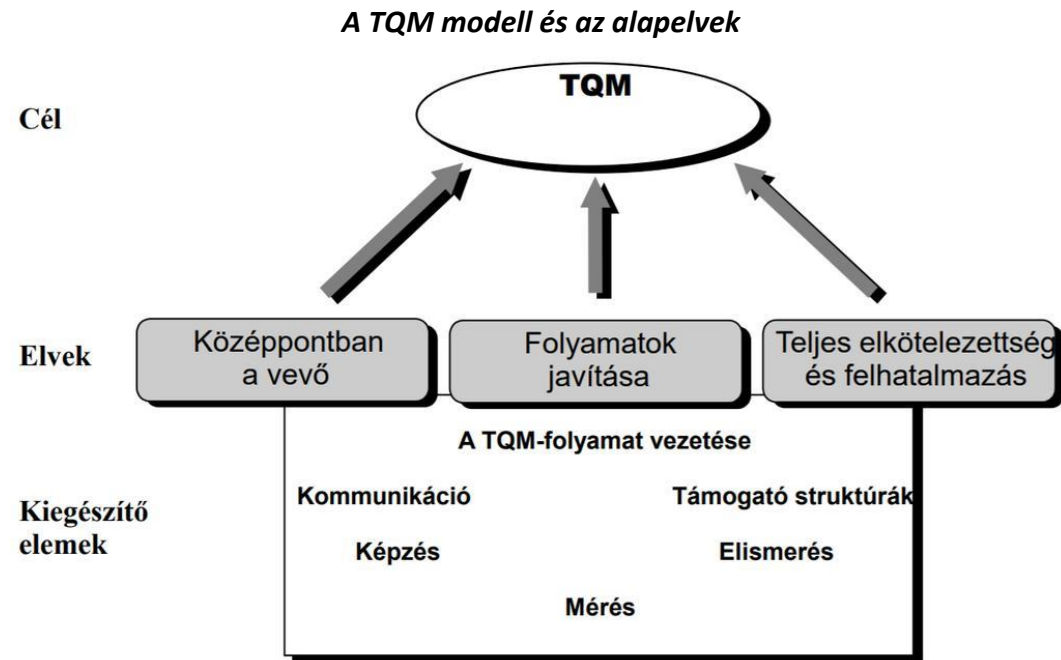 A TQM modell és az alapelvek
TQM
Cél
Elvek
Középpontban
a vevő
Folyamatok
javítása
Teljes elkötelezettség
és felhatalmazás
A TQM-folyamat vezetése
Kiegészítő
elemek
Kommunikáció
Támogató struktúrák
Képzés
Elismerés
Mérés